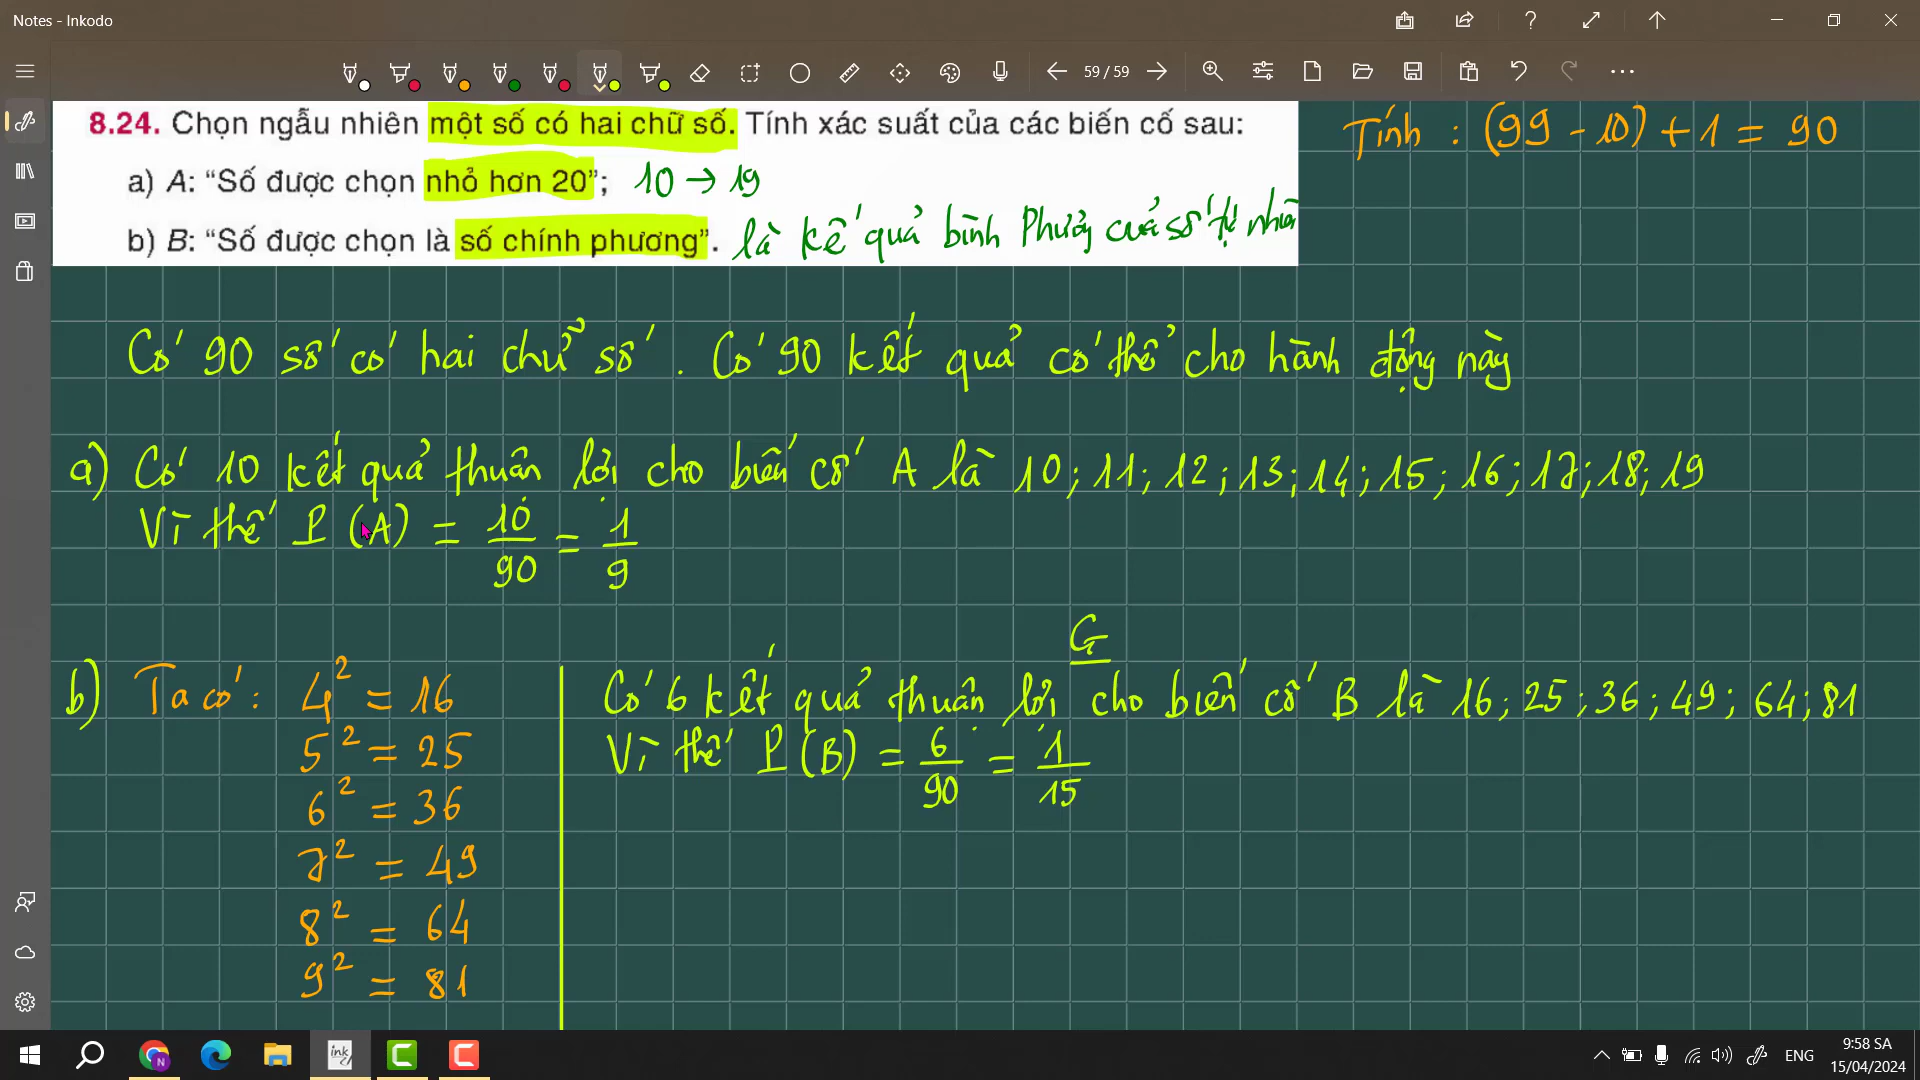 Notes - Inkodo
59 / 59
8.24. Chọn ngẫu nhiên một số có hai chữ số. Tính xác suất của các biến cố sau:
Tính : (99 - 10) + 1 = 90
a) A: “Số được chọn nhỏ hơn 20”; 10 → 19
b) B: “Số được chọn là số chính phương”. là kế quả bình Phương của số tự nhiên
Có 90 số có hai chữ số . Có 90 kết quả có thể cho hành động này
a) Có 10 kết quả thuân lợi cho biến cố A là 10; 11; 12; 13; 14; 15; 16; 17; 18; 19
Vì thế P (A) = 10/90 = 1/9
G
b) Ta có : 4² = 16
5² = 25
6² = 36
7² = 49
8² = 64
9² = 81
Có 6 kết quả thuân lợi cho biến cố B là 16; 25; 36; 49; 64; 81
Vì thế P (B) = 6/90 = 1/15
ink
N
ENG
9:58 SA
15/04/2024